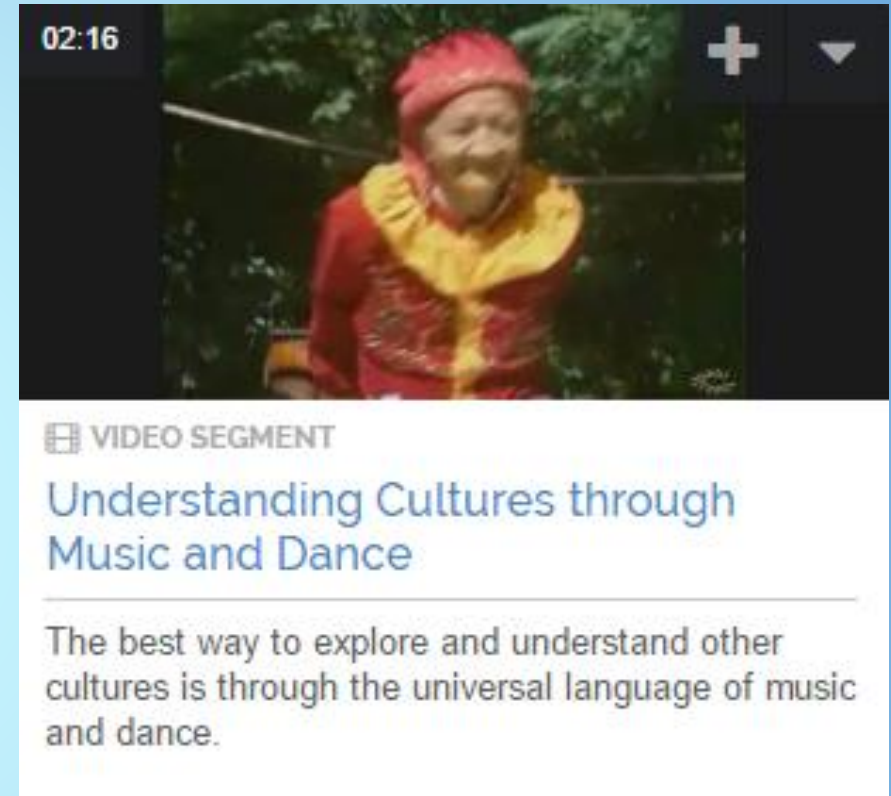 02:16
VIDEO SEGMENT
Understanding Cultures through
Music and Dance
The best way to explore and understand other
cultures is through the universal language of music
and dance.